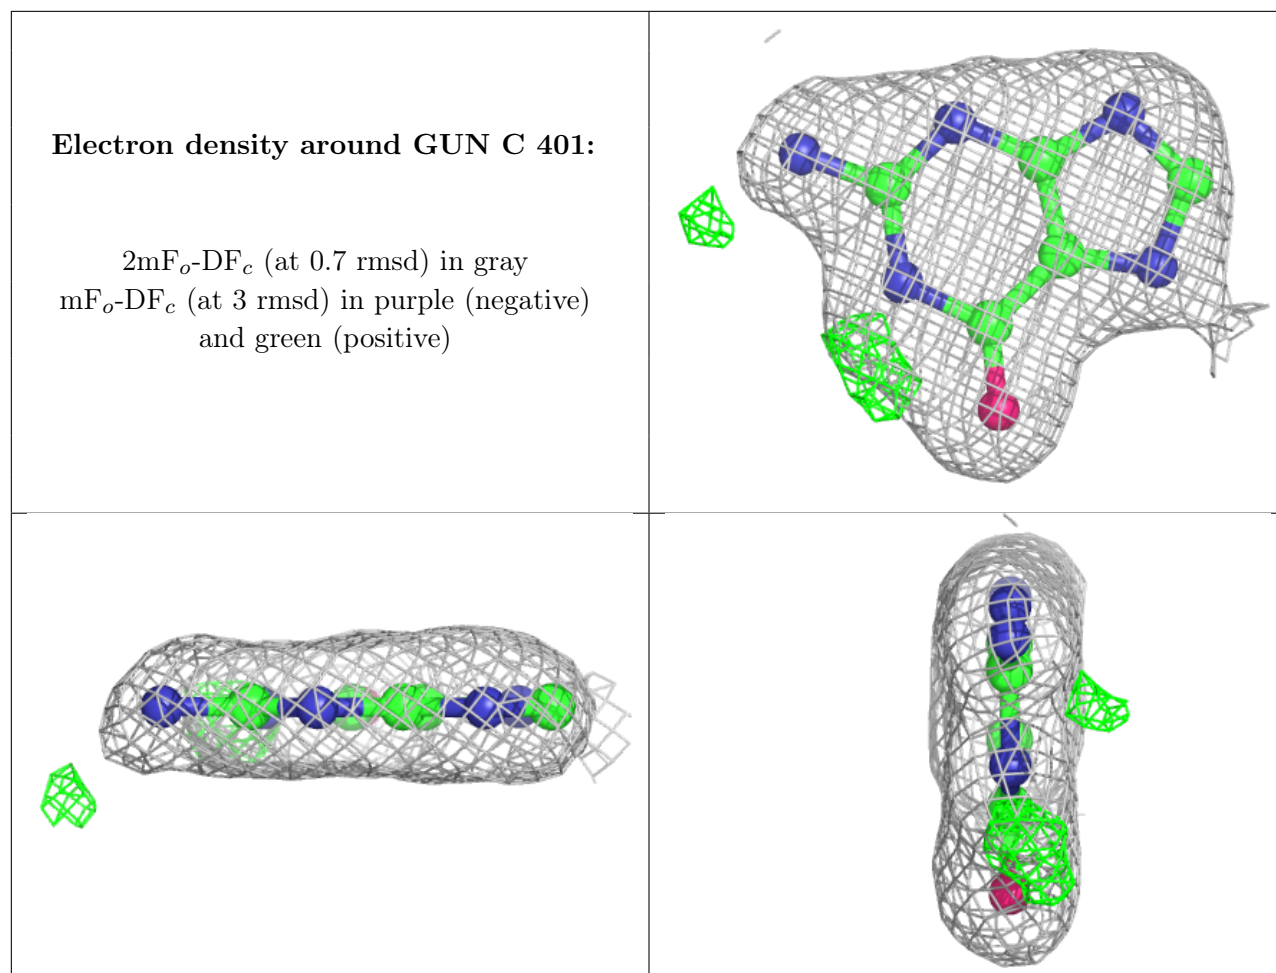 Electron density around GUN C 401:
2mFo-DFc (at 0.7 rmsd) in gray
mFo-DFc (at 3 rmsd) in purple (negative)
and green (positive)